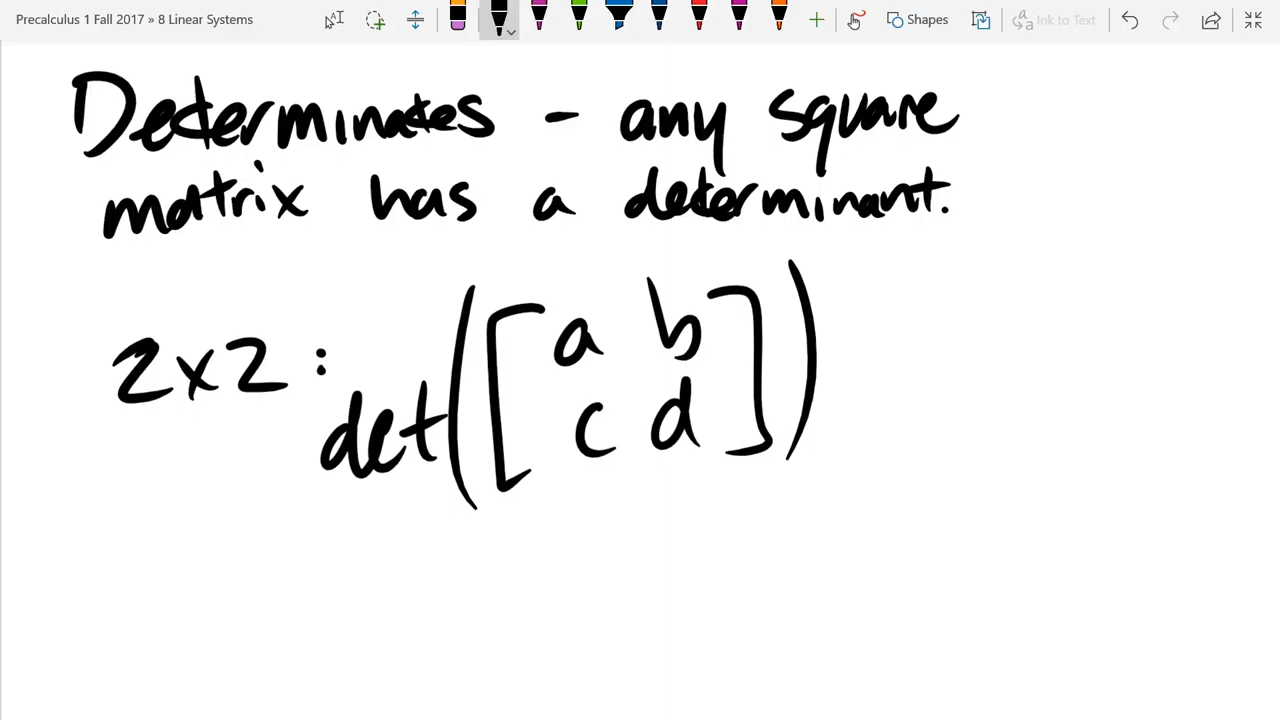 Precalculus 1 Fall 2017 » 8 Linear Systems Shapes Ink to Text
Determinates - any square
matrix has a determinant.
2x2: det([a b
c d])